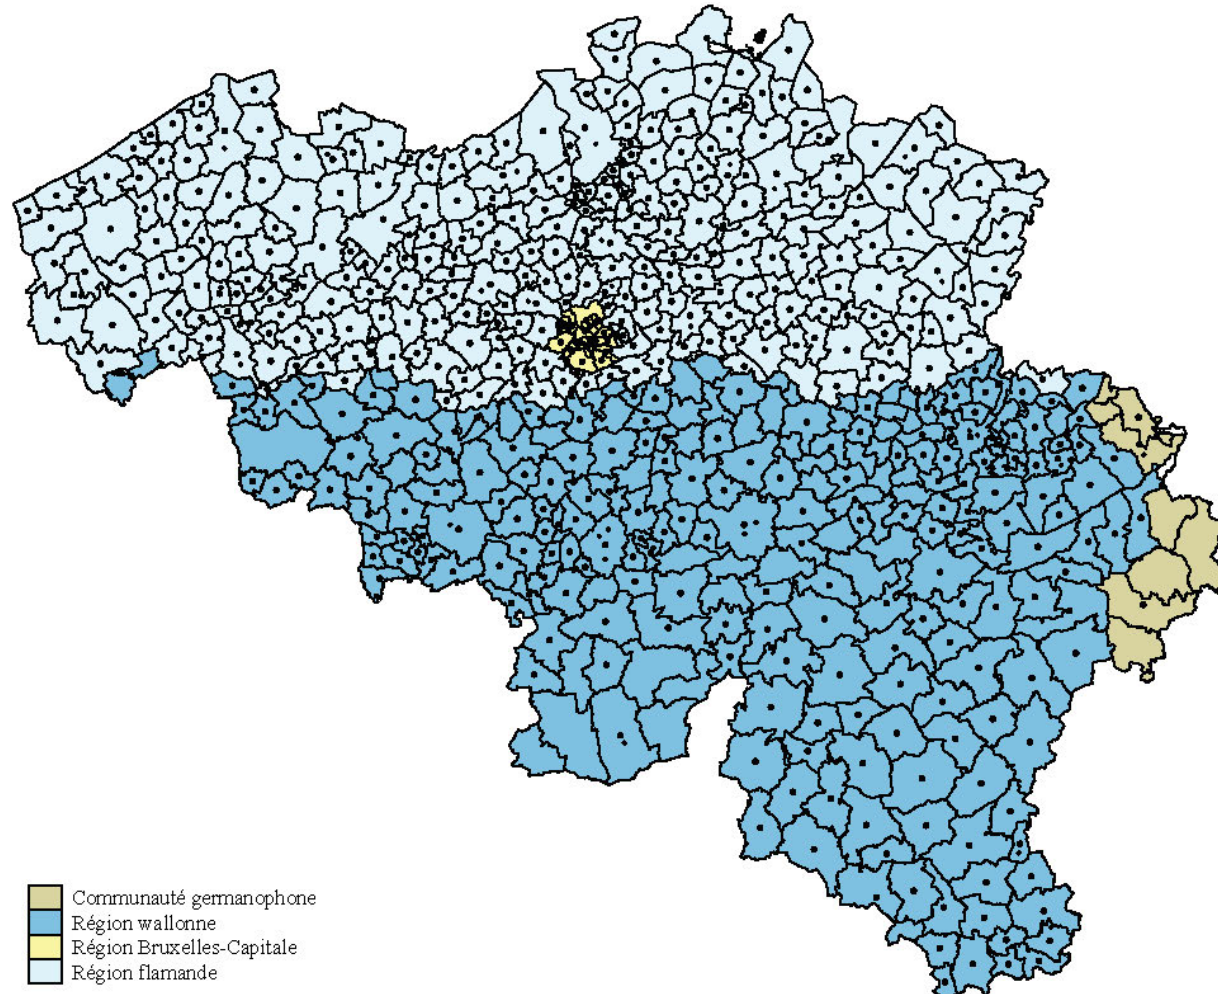 Communauté germanophone
Région wallonne
Région Bruxelles-Capitale
Région flamande